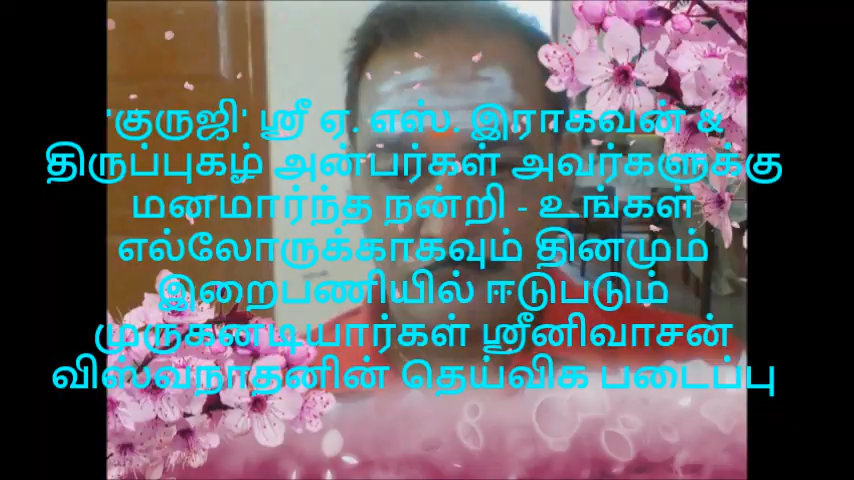 'குருஜி' ஸ்ரீ ஏ. எஸ். இராகவன் &
திருப்புகழ் அன்பர்கள் அவர்களுக்கு
மனமார்ந்த நன்றி - உங்கள்
எல்லோருக்காகவும் தினமும்
இறைபணியில் ஈடுபடும்
முருகனடியார்கள் ஸ்ரீனிவாசன்
விஸ்வநாதனின் தெய்விக படைப்பு